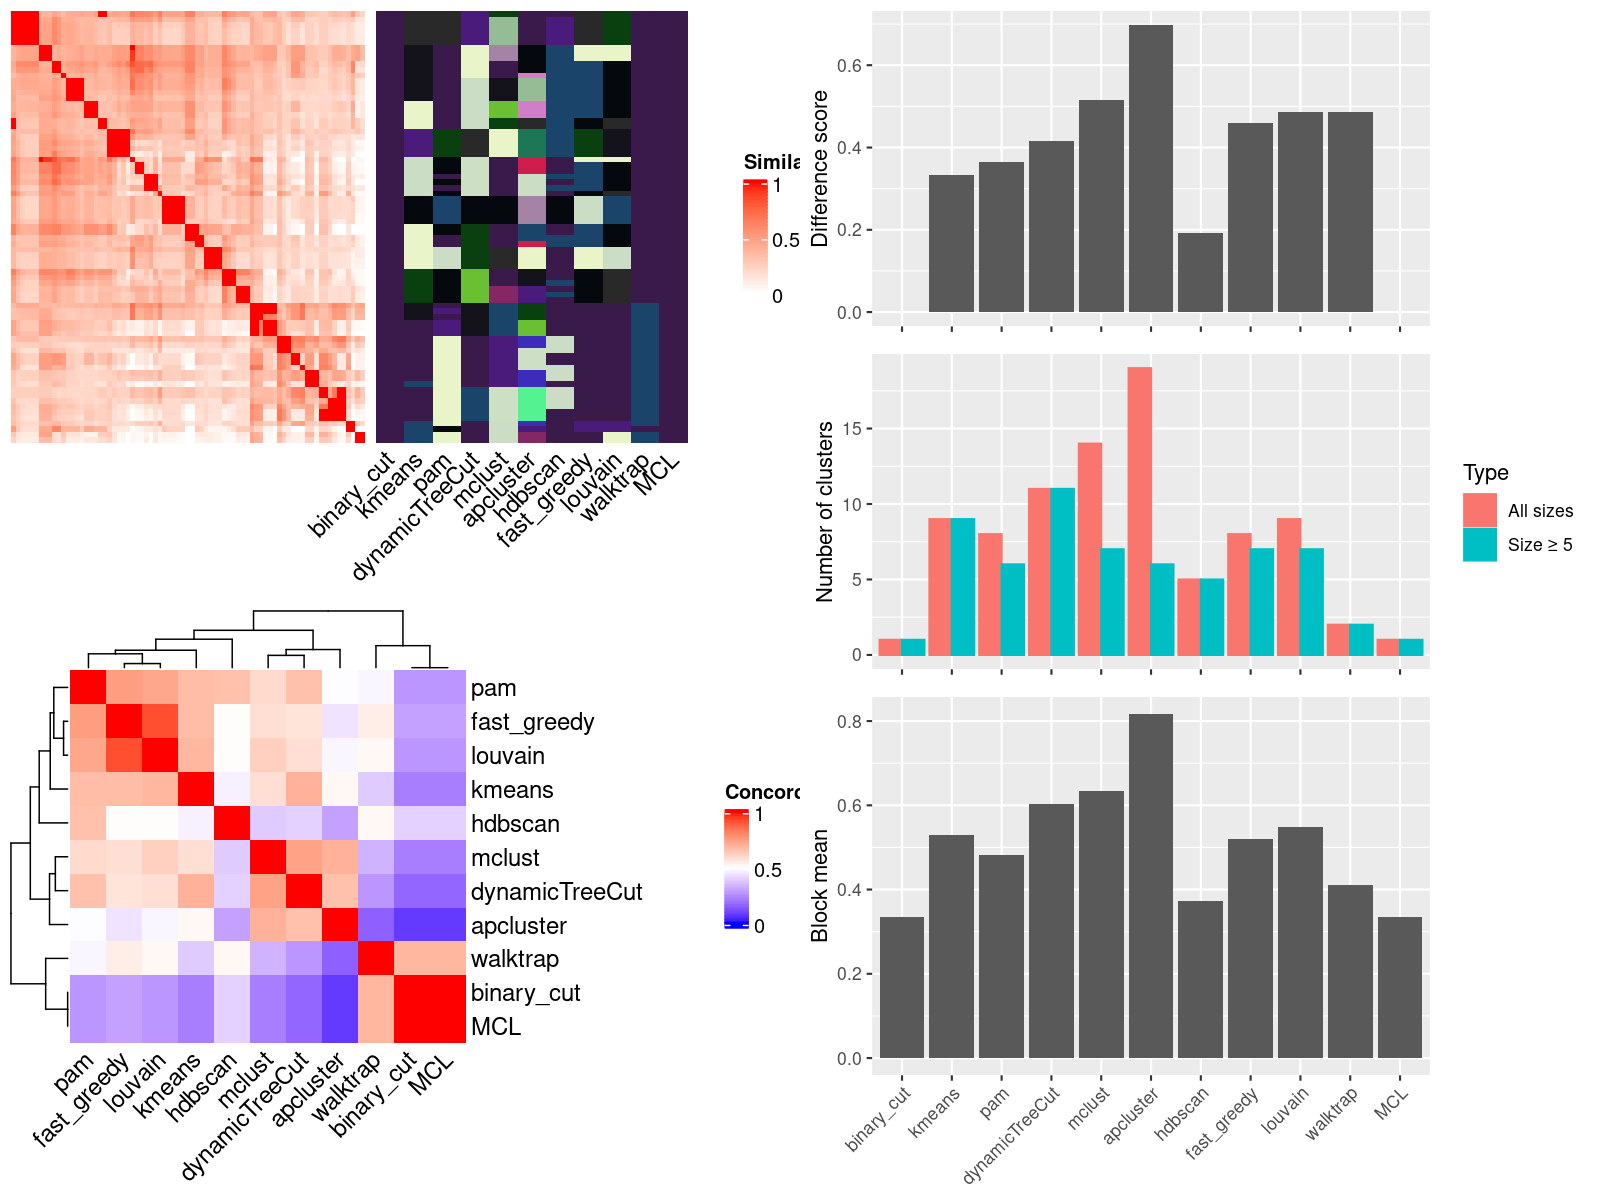 Simila
1
0.5
0
binary_cut
kmeans
pam
dynamicTreeCut
mclust
apcluster
hdbscan
fast_greedy
louvain
walktrap
MCL
pam
fast_greedy
louvain
kmeans
hdbscan
mclust
dynamicTreeCut
apcluster
walktrap
binary_cut
MCL
pam
fast_greedy
louvain
kmeans
hdbscan
mclust
dynamicTreeCut
apcluster
walktrap
binary_cut
MCL
Concord
1
0.5
0
Difference score
0.6
0.4
0.2
0.0
Number of clusters
15
10
5
0
Type
All sizes
Size ≥ 5
Block mean
0.8
0.6
0.4
0.2
0.0
binary_cut
kmeans
pam
dynamicTreeCut
mclust
apcluster
hdbscan
fast_greedy
louvain
walktrap
MCL